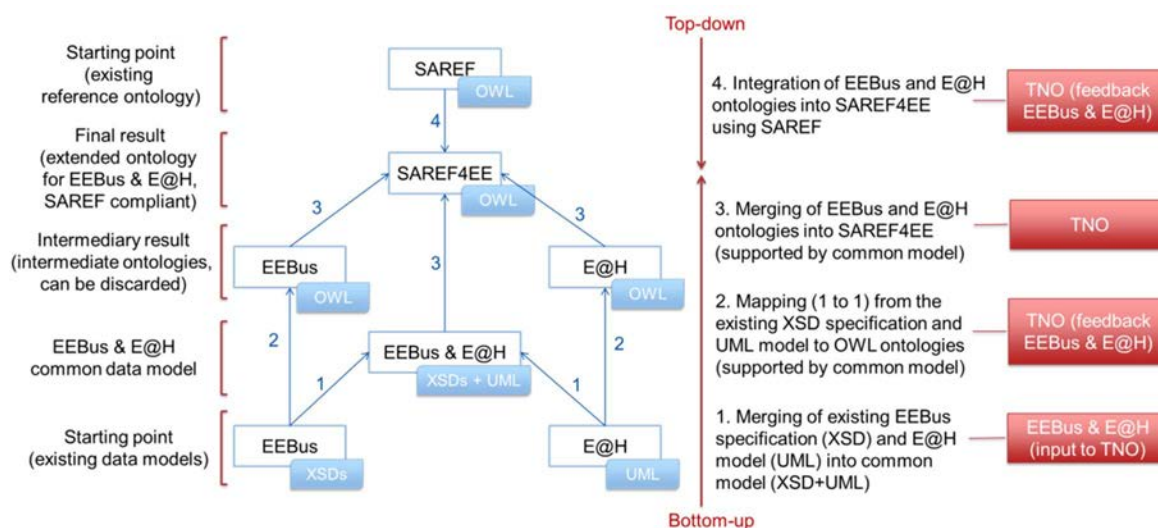 Top-down
Starting point
(existing
reference ontology)
SAREF
OWL
4
4. Integration of EEBus and E@H
ontologies into SAREF4EE
using SAREF
TNO (feedback
EEBus & E@H)
Final result
(extended ontology
for EEBus & E@H,
SAREF compliant)
SAREF4EE
OWL
3
3
3
3. Merging of EEBus and E@H
ontologies into SAREF4EE
(supported by common model)
TNO
Intermediary result
(intermediate ontologies,
can be discarded)
EEBus
OWL
E@H
OWL
2
2
2. Mapping (1 to 1) from the
existing XSD specification and
UML model to OWL ontologies
(supported by common model)
TNO (feedback
EEBus & E@H)
EEBus & E@H
common data model
EEBus & E@H
XSDs + UML
1
1
1. Merging of existing EEBus
specification (XSD) and E@H
model (UML) into common
model (XSD+UML)
EEBus & E@H
(input to TNO)
Starting point
(existing data models)
EEBus
XSDs
E@H
UML
Bottom-up